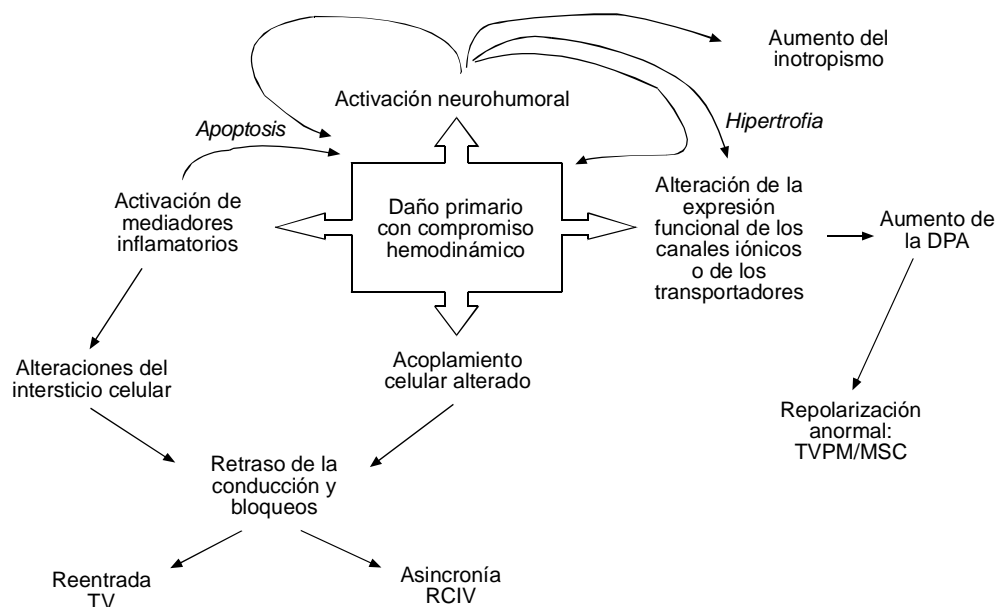 Aumento del
inotropismo
Activación neurohumoral
Apoptosis
Hipertrofia
Activación de
mediadores
inflamatorios
Daño primario
con compromiso
hemodinámico
Alteración de la
expresión
funcional de los
canales iónicos
o de los
transportadores
Aumento de
la DPA
Alteraciones del
intersticio celular
Acoplamiento
celular alterado
Repolarización
anormal:
TVPM/MSC
Retraso de la
conducción y
bloqueos
Reentrada
TV
Asincronía
RCIV